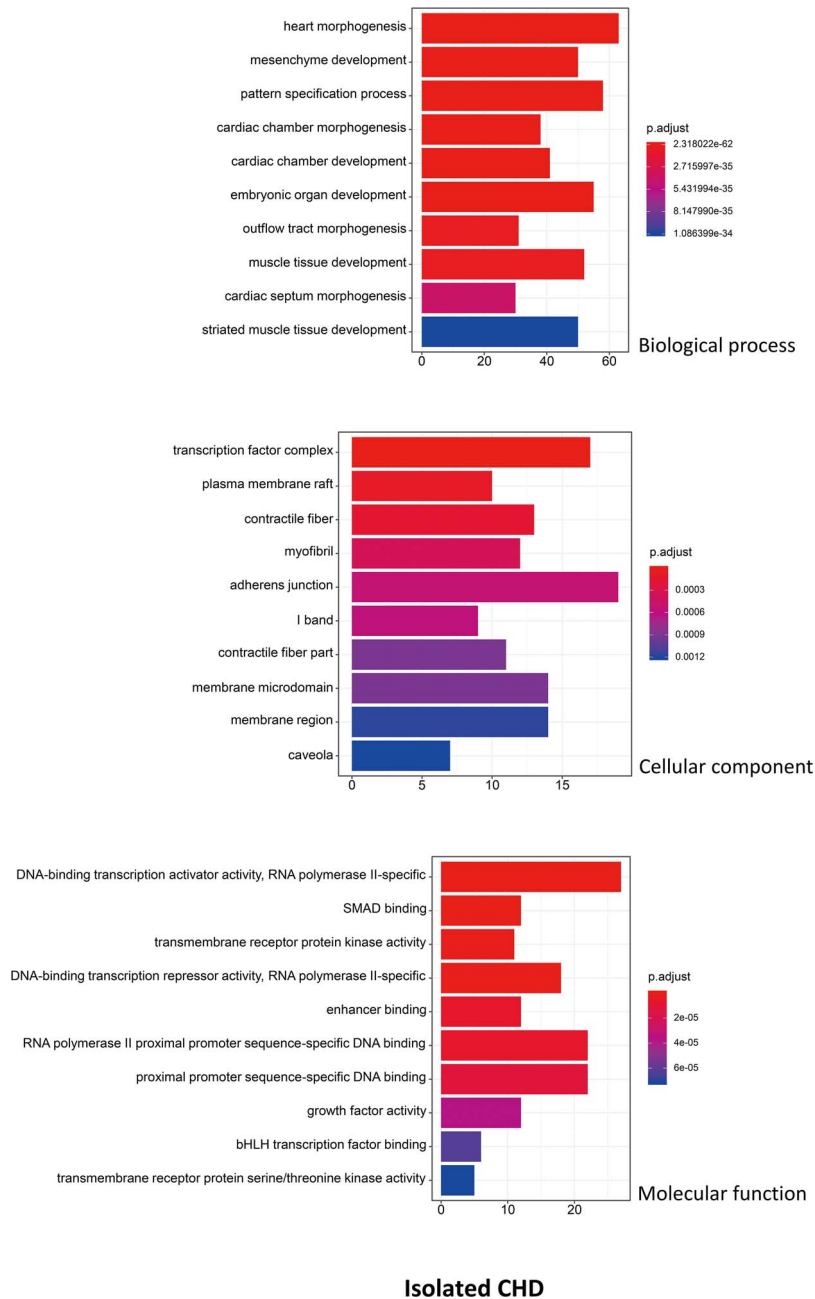 heart morphogenesis
mesenchyme development
pattern specification process
cardiac chamber morphogenesis
cardiac chamber development
embryonic organ development
outflow tract morphogenesis
muscle tissue development
cardiac septum morphogenesis
striated muscle tissue development
0 20 40 60
p.adjust
2.318022e-62
2.715997e-35
5.431994e-35
8.147990e-35
1.086399e-34
Biological process
transcription factor complex
plasma membrane raft
contractile fiber
myofibril
adherens junction
I band
contractile fiber part
membrane microdomain
membrane region
caveola
0 5 10 15
p.adjust
0.0003
0.0006
0.0009
0.0012
Cellular component
DNA-binding transcription activator activity, RNA polymerase II-specific
SMAD binding
transmembrane receptor protein kinase activity
DNA-binding transcription repressor activity, RNA polymerase II-specific
enhancer binding
RNA polymerase II proximal promoter sequence-specific DNA binding
proximal promoter sequence-specific DNA binding
growth factor activity
bHLH transcription factor binding
transmembrane receptor protein serine/threonine kinase activity
0 10 20
p.adjust
2e-05
4e-05
6e-05
Molecular function
Isolated CHD